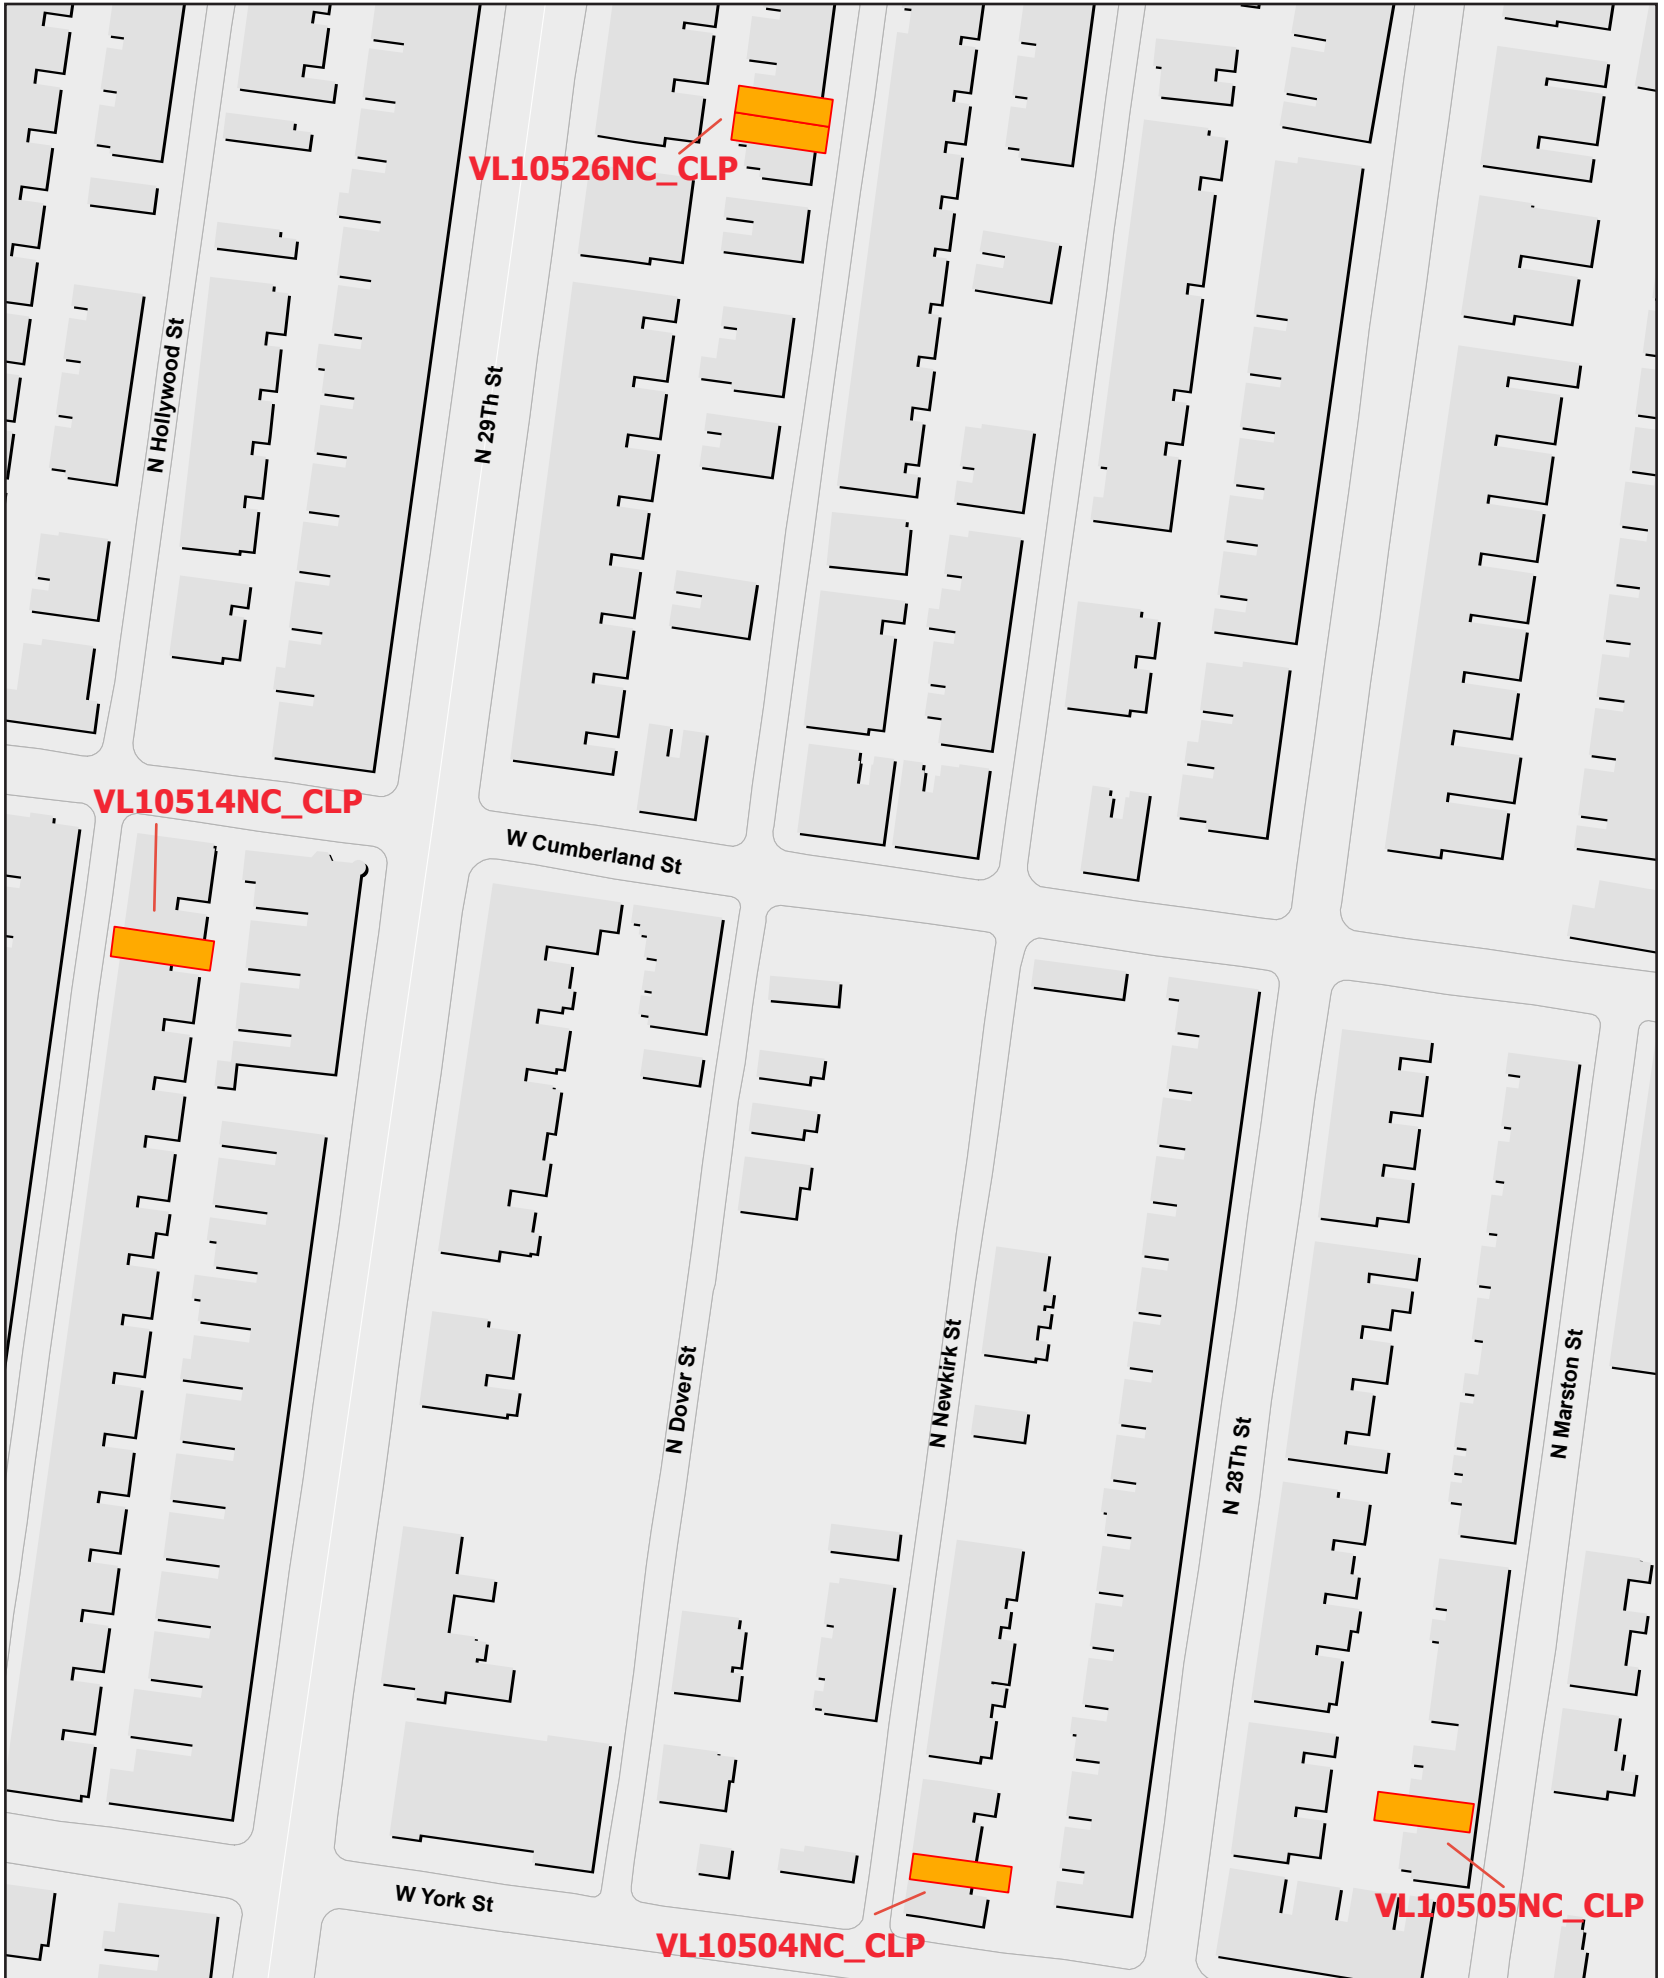 VL10526NC_CLP
N Hollywood St
N 29Th St
VL10514NC_CLP
W Cumberland St
N Dover St
N Newkirk St
N 28Th St
N Marston St
W York St
VL10505NC_CLP
VL10504NC_CLP